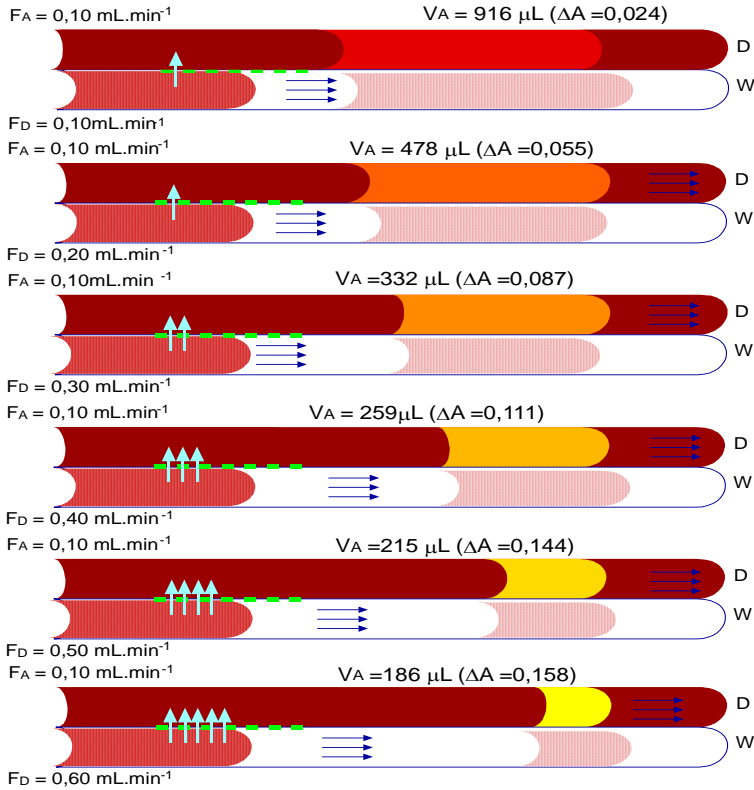 FA = 0,10 mL.min-1 VA = 916 µL (ΔA =0,024)
D
W
FD = 0,10mL.min-1
FA = 0,10 mL.min-1 VA = 478 µL (ΔA =0,055)
D
W
FD = 0,20 mL.min-1
FA = 0,10mL.min -1 VA =332 µL (ΔA =0,087)
D
W
FD = 0,30 mL.min-1
FA = 0,10 mL.min-1 VA = 259µL (ΔA =0,111)
D
W
FD = 0,40 mL.min-1
FA = 0,10 mL.min-1 VA =215 µL (ΔA =0,144)
D
W
FD = 0,50 mL.min-1
FA = 0,10 mL.min-1 VA =186 µL (ΔA =0,158)
D
W
FD = 0,60 mL.min-1